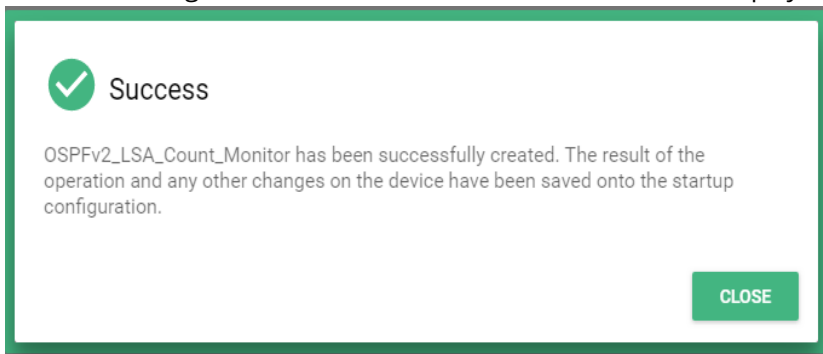 Success
OSPFv2_LSA_Count_Monitor has been successfully created. The result of the
operation and any other changes on the device have been saved onto the startup
configuration.
CLOSE